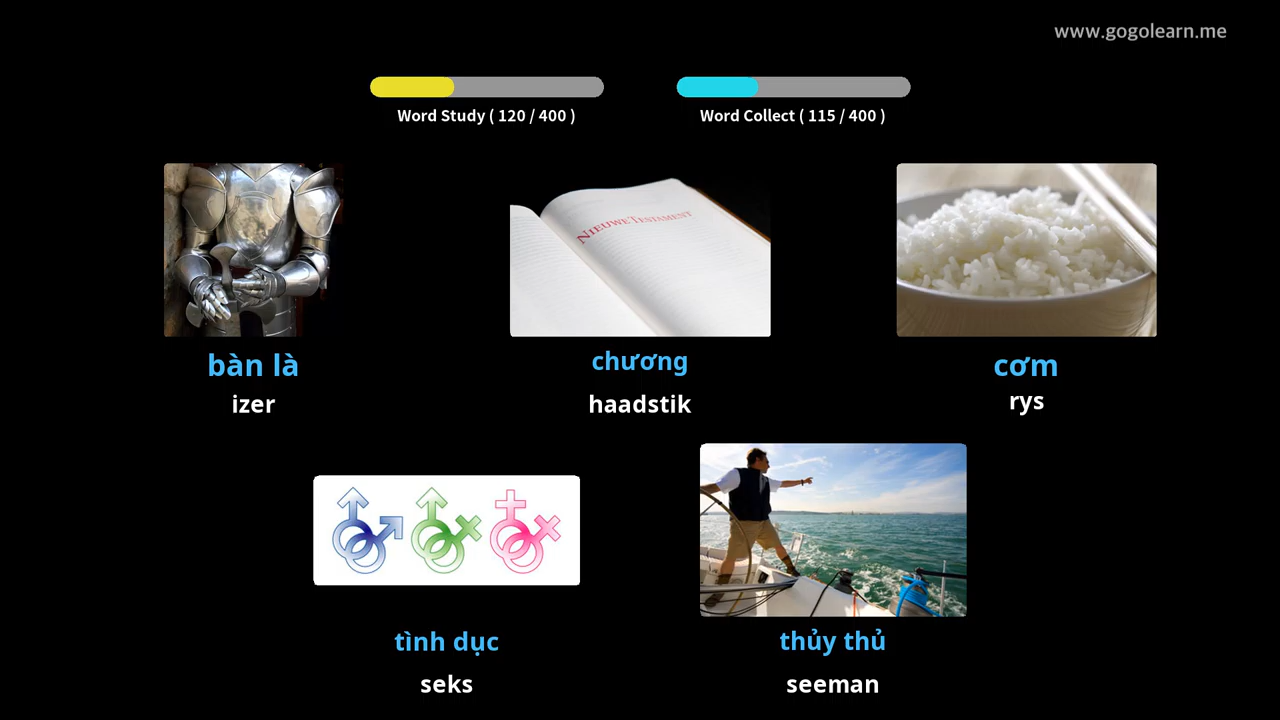 www.gogolearn.me
Word Study ( 120 / 400 )
Word Collect ( 115 / 400 )
NIEUWE TESTAMENT
bàn là
chương
cơm
izer
haadstik
rys
tình dục
thủy thủ
seks
seeman